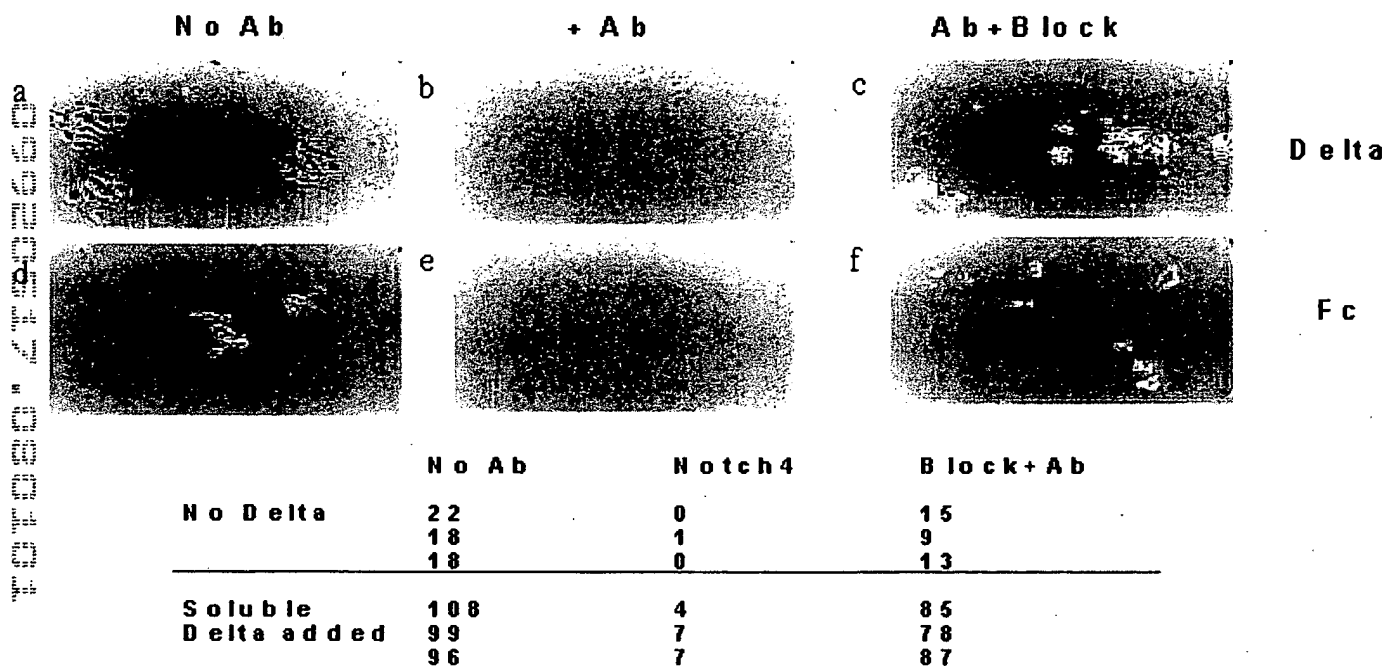 No Ab + Ab Ab+Block
a b c
Delta
d e f
Fc
No Ab Notch4 Block+Ab
No Delta 22 0 15
18 1 9
18 0 13
Soluble 108 4 85
Delta added 99 7 78
96 7 87